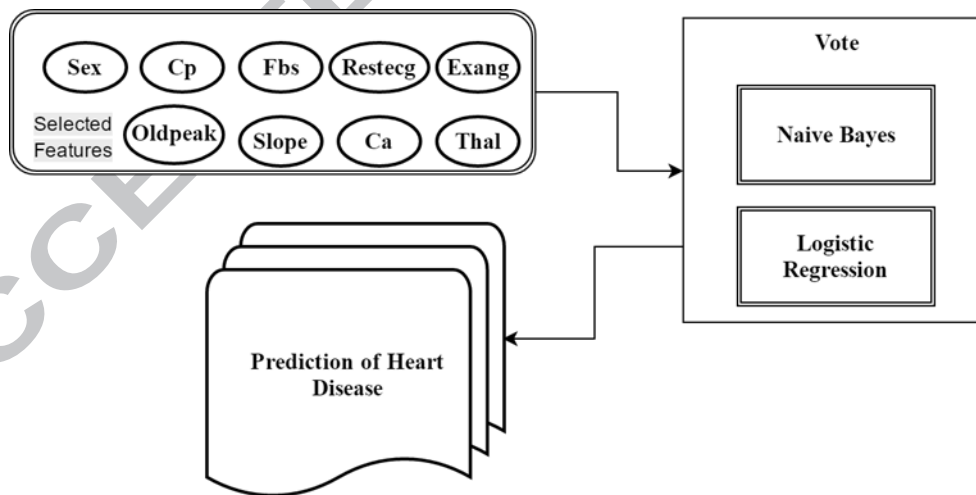 Sex Cp Fbs Restecg Exang
Selected
Features
Oldpeak Slope Ca Thal
Vote
Naive Bayes
Logistic
Regression
Prediction of Heart
Disease